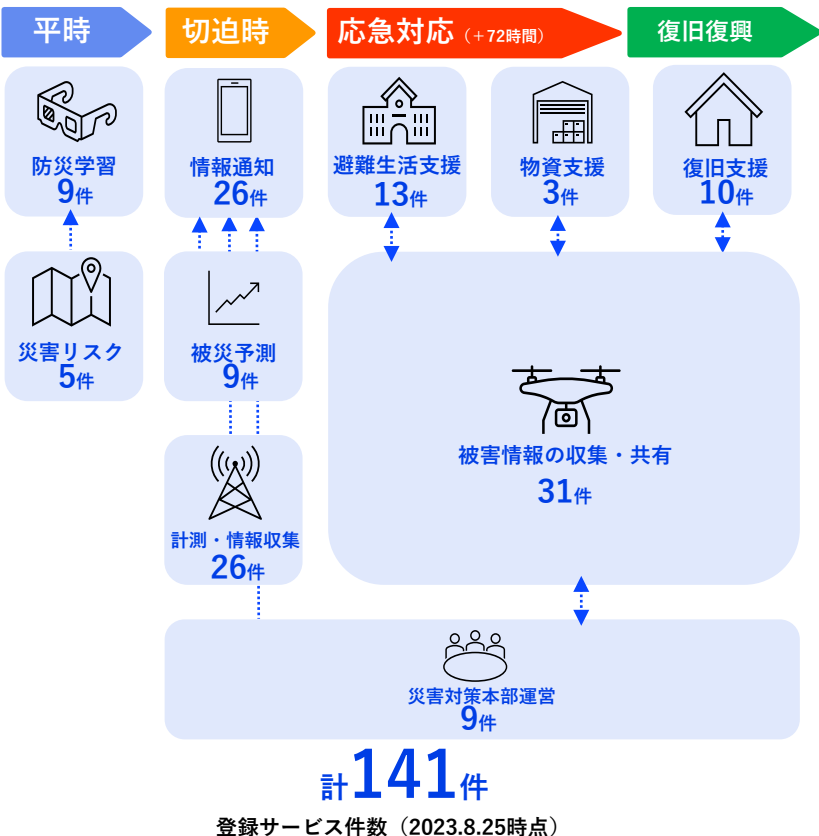 平時
切迫時
応急対応（＋72時間）
復旧復興
防災学習
9件
情報通知
26件
避難生活支援
13件
物資支援
3件
復旧支援
10件
災害リスク
5件
被災予測
9件
被害情報の収集・共有
31件
計測・情報収集
26件
災害対策本部運営
9件
計141件
登録サービス件数（2023.8.25時点）